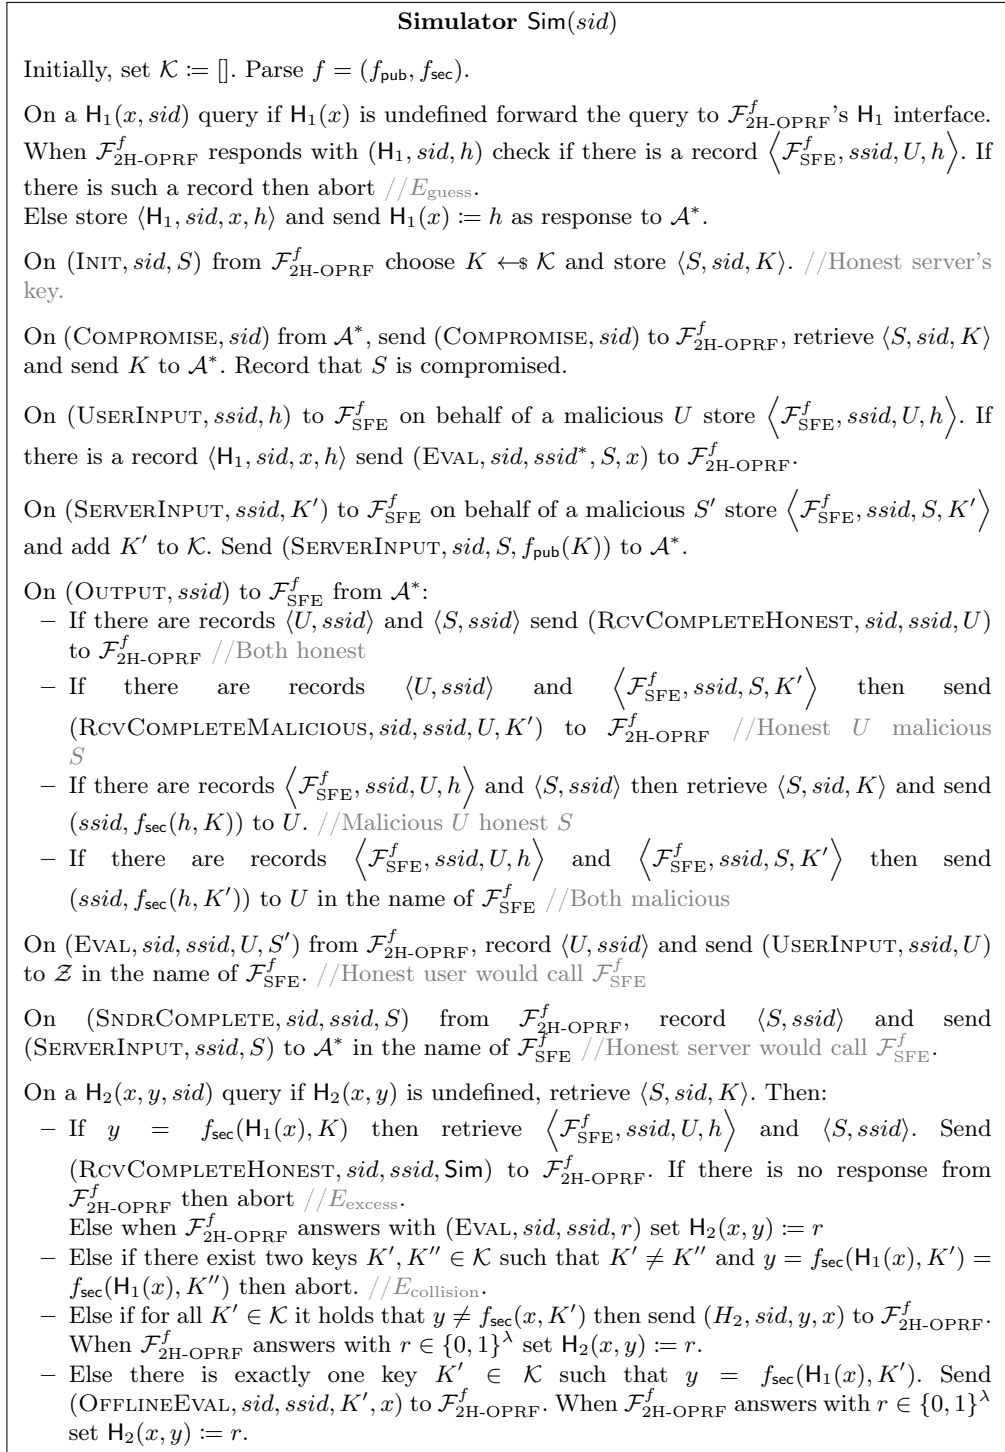 Simulator Sim(sid)
Initially, set 𝒦 := []. Parse f = (f_pub, f_sec).
On a H₁(x, sid) query if H₁(x) is undefined forward the query to ℱ^f_2H-OPRF's H₁ interface.
When ℱ^f_2H-OPRF responds with (H₁, sid, h) check if there is a record ⟨ℱ^f_SFE, ssid, U, h⟩. If
there is such a record then abort //E_guess.
Else store ⟨H₁, sid, x, h⟩ and send H₁(x) := h as response to 𝒜*.
On (INIT, sid, S) from ℱ^f_2H-OPRF choose K ←$ 𝒦 and store ⟨S, sid, K⟩. //Honest server's
key.
On (COMPROMISE, sid) from 𝒜*, send (COMPROMISE, sid) to ℱ^f_2H-OPRF, retrieve ⟨S, sid, K⟩
and send K to 𝒜*. Record that S is compromised.
On (USERINPUT, ssid, h) to ℱ^f_SFE on behalf of a malicious U store ⟨ℱ^f_SFE, ssid, U, h⟩. If
there is a record ⟨H₁, sid, x, h⟩ send (EVAL, sid, ssid*, S, x) to ℱ^f_2H-OPRF.
On (SERVERINPUT, ssid, K′) to ℱ^f_SFE on behalf of a malicious S′ store ⟨ℱ^f_SFE, ssid, S, K′⟩
and add K′ to 𝒦. Send (SERVERINPUT, sid, S, f_pub(K)) to 𝒜*.
On (OUTPUT, ssid) to ℱ^f_SFE from 𝒜*:
– If there are records ⟨U, ssid⟩ and ⟨S, ssid⟩ send (RCVCOMPLETEHONEST, sid, ssid, U)
to ℱ^f_2H-OPRF //Both honest
– If there are records ⟨U, ssid⟩ and ⟨ℱ^f_SFE, ssid, S, K′⟩ then send
(RCVCOMPLETEMALICIOUS, sid, ssid, U, K′) to ℱ^f_2H-OPRF //Honest U malicious
S
– If there are records ⟨ℱ^f_SFE, ssid, U, h⟩ and ⟨S, ssid⟩ then retrieve ⟨S, sid, K⟩ and send
(ssid, f_sec(h, K)) to U. //Malicious U honest S
– If there are records ⟨ℱ^f_SFE, ssid, U, h⟩ and ⟨ℱ^f_SFE, ssid, S, K′⟩ then send
(ssid, f_sec(h, K′)) to U in the name of ℱ^f_SFE //Both malicious
On (EVAL, sid, ssid, U, S′) from ℱ^f_2H-OPRF, record ⟨U, ssid⟩ and send (USERINPUT, ssid, U)
to 𝒵 in the name of ℱ^f_SFE. //Honest user would call ℱ^f_SFE
On (SNDRCOMPLETE, sid, ssid, S) from ℱ^f_2H-OPRF, record ⟨S, ssid⟩ and send
(SERVERINPUT, ssid, S) to 𝒜* in the name of ℱ^f_SFE //Honest server would call ℱ^f_SFE.
On a H₂(x, y, sid) query if H₂(x, y) is undefined, retrieve ⟨S, sid, K⟩. Then:
– If y = f_sec(H₁(x), K) then retrieve ⟨ℱ^f_SFE, ssid, U, h⟩ and ⟨S, ssid⟩. Send
(RCVCOMPLETEHONEST, sid, ssid, Sim) to ℱ^f_2H-OPRF. If there is no response from
ℱ^f_2H-OPRF then abort //E_excess.
Else when ℱ^f_2H-OPRF answers with (EVAL, sid, ssid, r) set H₂(x, y) := r
– Else if there exist two keys K′, K″ ∈ 𝒦 such that K′ ≠ K″ and y = f_sec(H₁(x), K′) =
f_sec(H₁(x), K″) then abort. //E_collision.
– Else if for all K′ ∈ 𝒦 it holds that y ≠ f_sec(x, K′) then send (H₂, sid, y, x) to ℱ^f_2H-OPRF.
When ℱ^f_2H-OPRF answers with r ∈ {0, 1}^λ set H₂(x, y) := r.
– Else there is exactly one key K′ ∈ 𝒦 such that y = f_sec(H₁(x), K′). Send
(OFFLINEEVAL, sid, ssid, K′, x) to ℱ^f_2H-OPRF. When ℱ^f_2H-OPRF answers with r ∈ {0, 1}^λ
set H₂(x, y) := r.